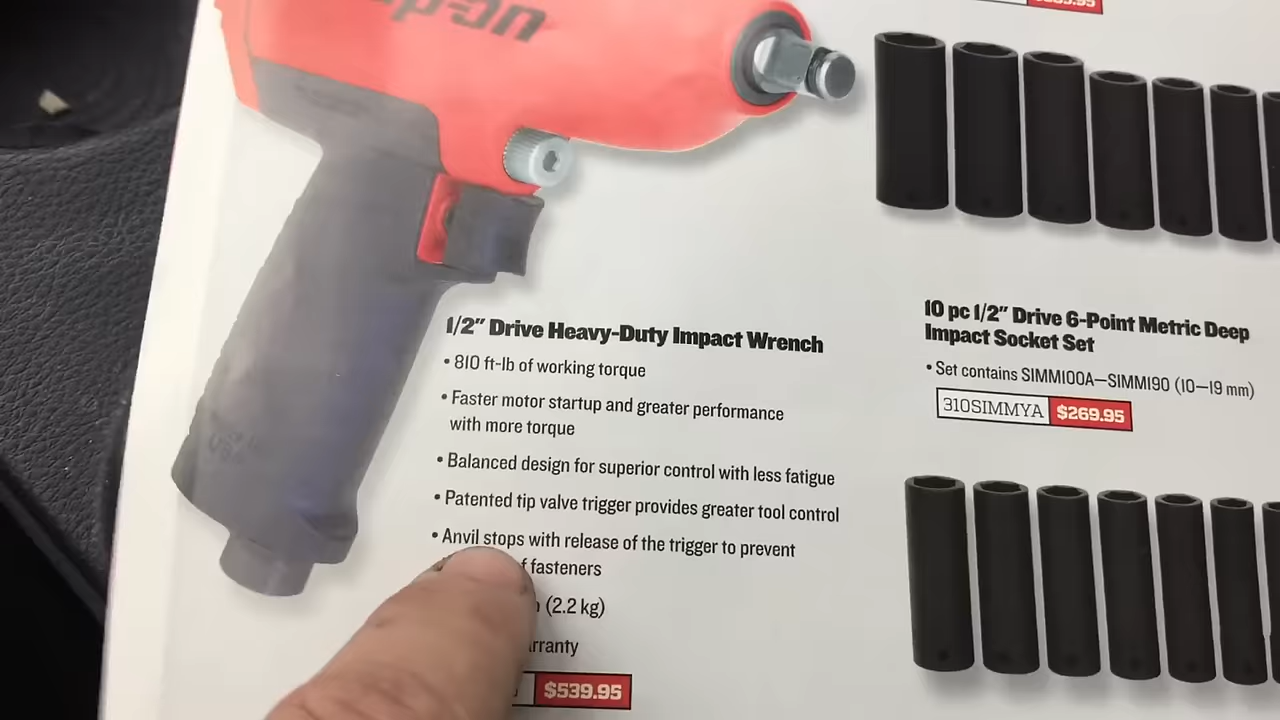 p-on
1/2" Drive Heavy-Duty Impact Wrench
• 810 ft-lb of working torque
• Faster motor startup and greater performance
with more torque
• Balanced design for superior control with less fatigue
• Patented tip valve trigger provides greater tool control
• Anvil stops with release of the trigger to prevent
f fasteners
(2.2 kg)
rranty
$539.95
10 pc 1/2" Drive 6-Point Metric Deep
Impact Socket Set
• Set contains SIMM100A–SIMM190 (10–19 mm)
310SIMMYA $269.95